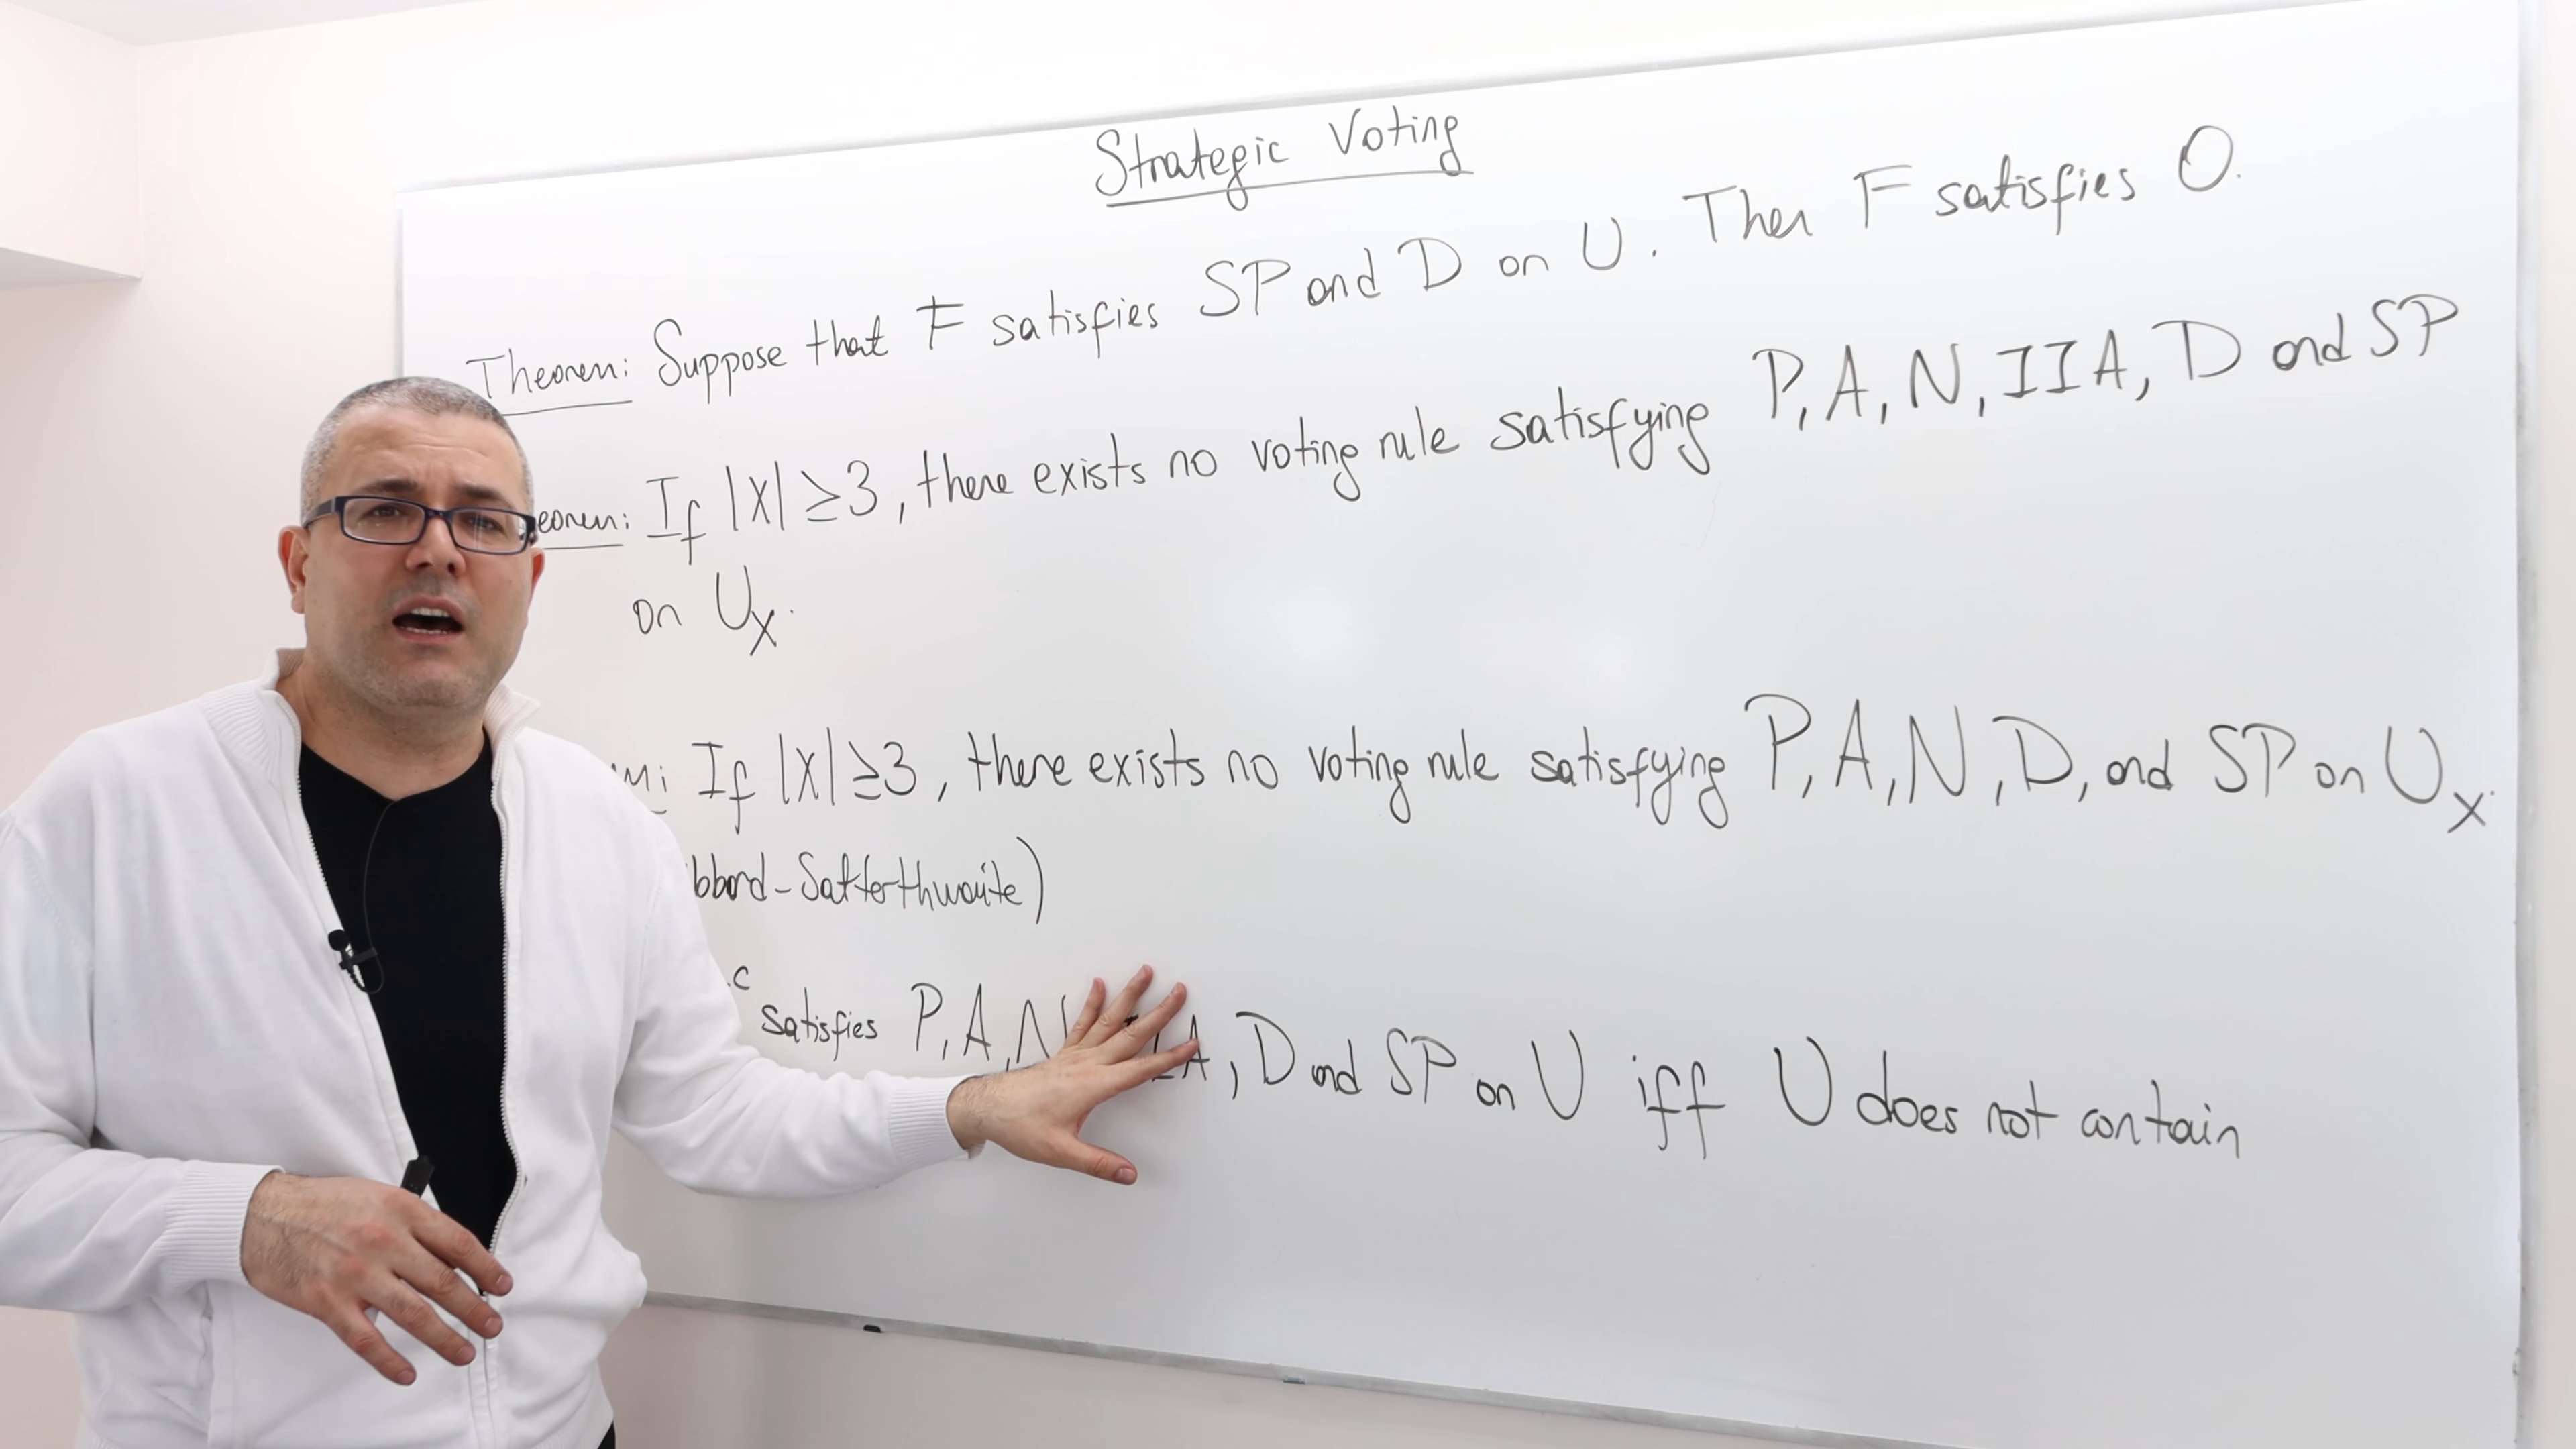 Strategic Voting
Theorem: Suppose that F satisfies SP and D on U. Then F satisfies O.
eorem: If |X| ≥ 3, there exists no voting rule satisfying P, A, N, IIA, D and SP
on Uₓ.
m: If |X| ≥ 3, there exists no voting rule satisfying P, A, N, D, and SP on Uₓ.
bbard-Satterthwaite)
c satisfies P, A, N IA, D and SP on U iff U does not contain